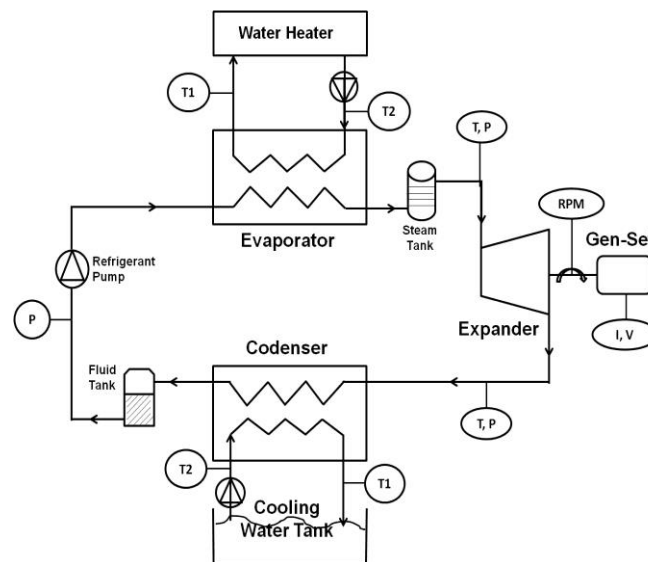 Water Heater
T1
T2
T, P
Evaporator
Steam
Tank
RPM
Gen-Se
Refrigerant
Pump
Expander
I, V
P
Codenser
Fluid
Tank
T, P
T2
T1
Cooling
Water Tank